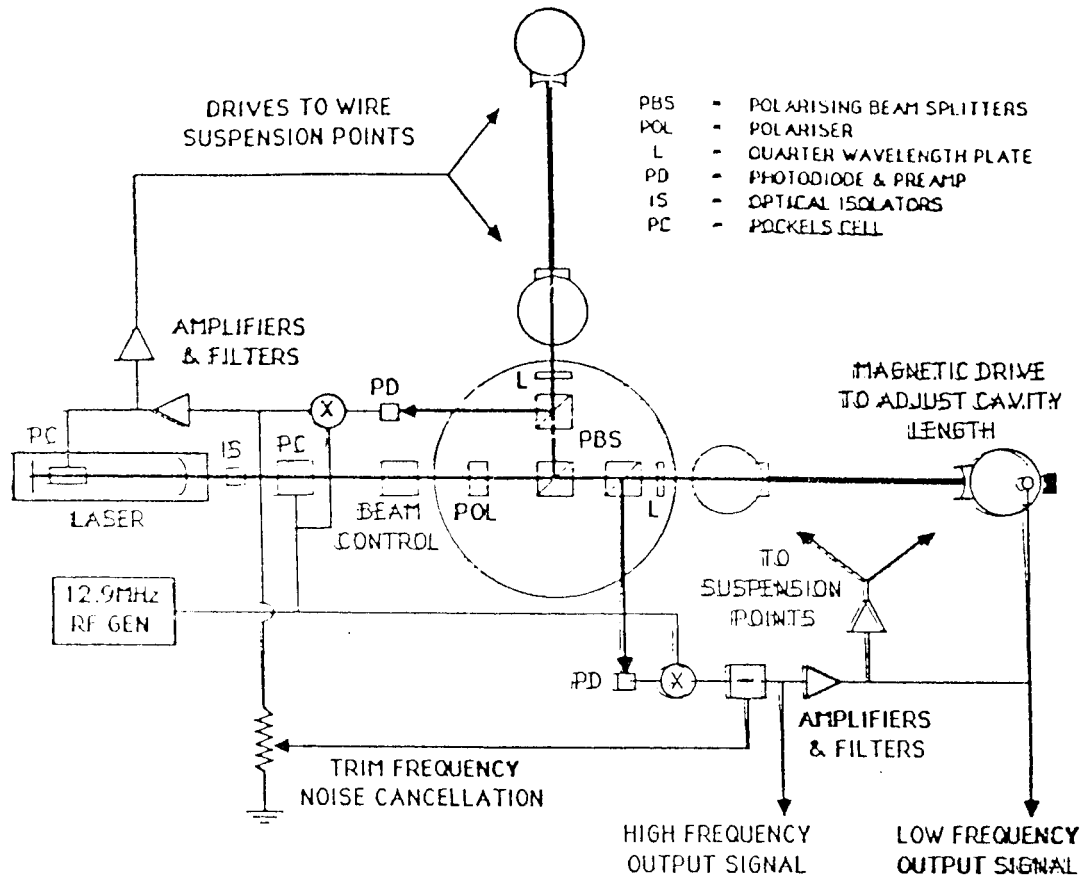 DRIVES TO WIRE
SUSPENSION POINTS
PBS - POLARISING BEAM SPLITTERS
POL - POLARISER
L - QUARTER WAVELENGTH PLATE
PD - PHOTODIODE & PREAMP
IS - OPTICAL ISOLATORS
PC - POCKELS CELL
AMPLIFIERS
& FILTERS
MAGNETIC DRIVE
TO ADJUST CAVITY
LENGTH
L
PD
X
PBS
PC
IS
PC
LASER
BEAM
CONTROL
POL
L
TO
SUSPENSION
POINTS
12.9MHz
RF GEN
PD
X
-
AMPLIFIERS
& FILTERS
TRIM FREQUENCY
NOISE CANCELLATION
HIGH FREQUENCY
OUTPUT SIGNAL
LOW FREQUENCY
OUTPUT SIGNAL